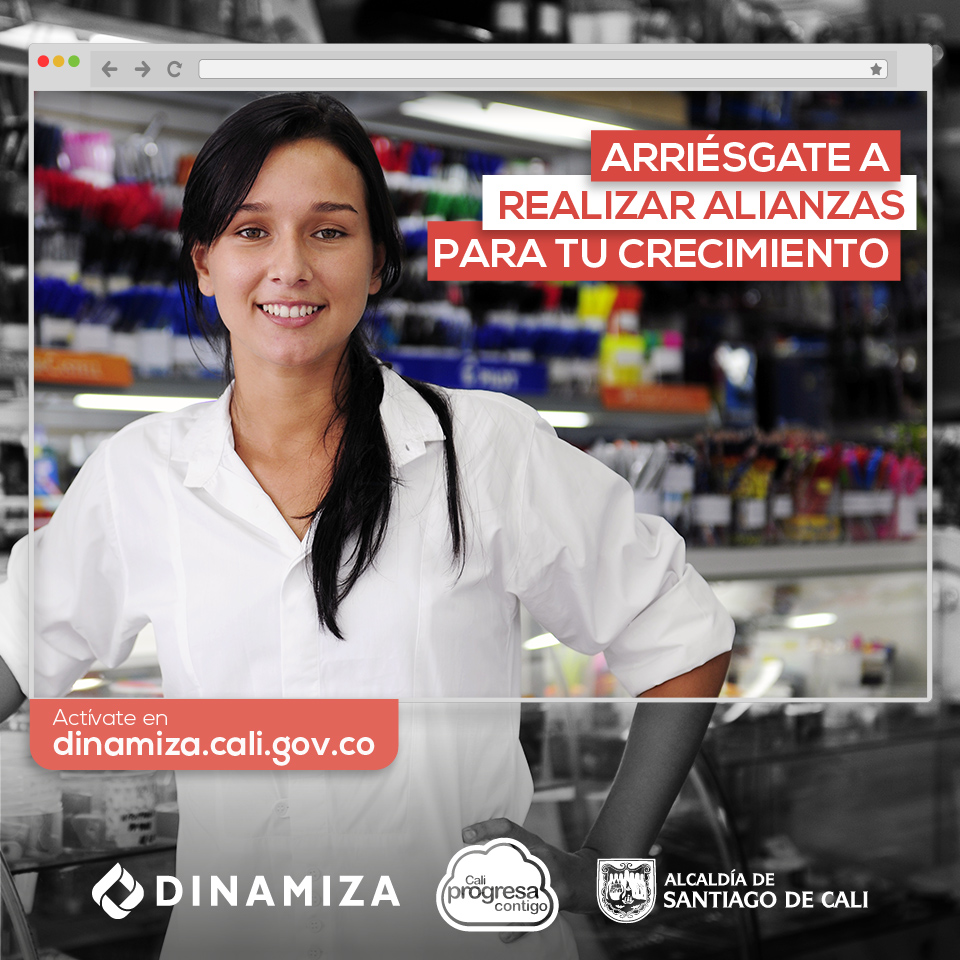 ARRIÉSGATE A
REALIZAR ALIANZAS
PARA TU CRECIMIENTO
Actívate en
dinamiza.cali.gov.co
DINAMIZA
Cali
progresa
contigo
ALCALDÍA DE
SANTIAGO DE CALI